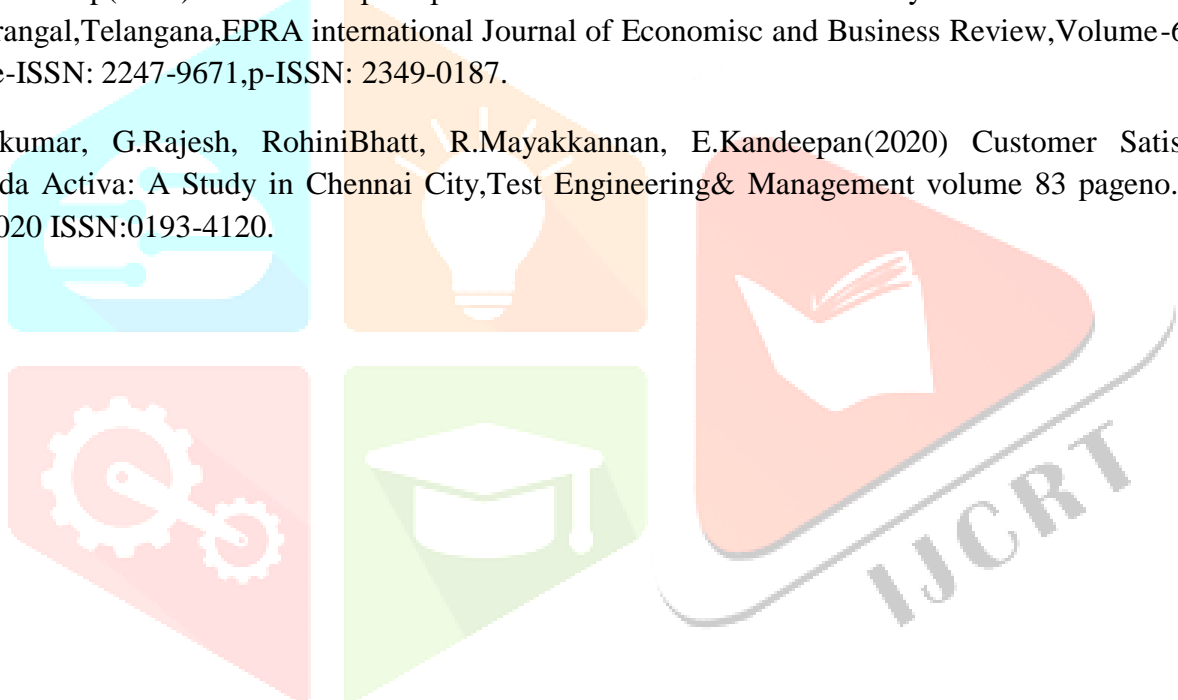 rangal,Telangana,EPRA international Journal of Economisc and Business Review,Volume-6
e-ISSN: 2247-9671,p-ISSN: 2349-0187.
kumar, G.Rajesh, RohiniBhatt, R.Mayakkannan, E.Kandeepan(2020) Customer Satis
da Activa: A Study in Chennai City,Test Engineering& Management volume 83 pageno.
020 ISSN:0193-4120.
IJCRT